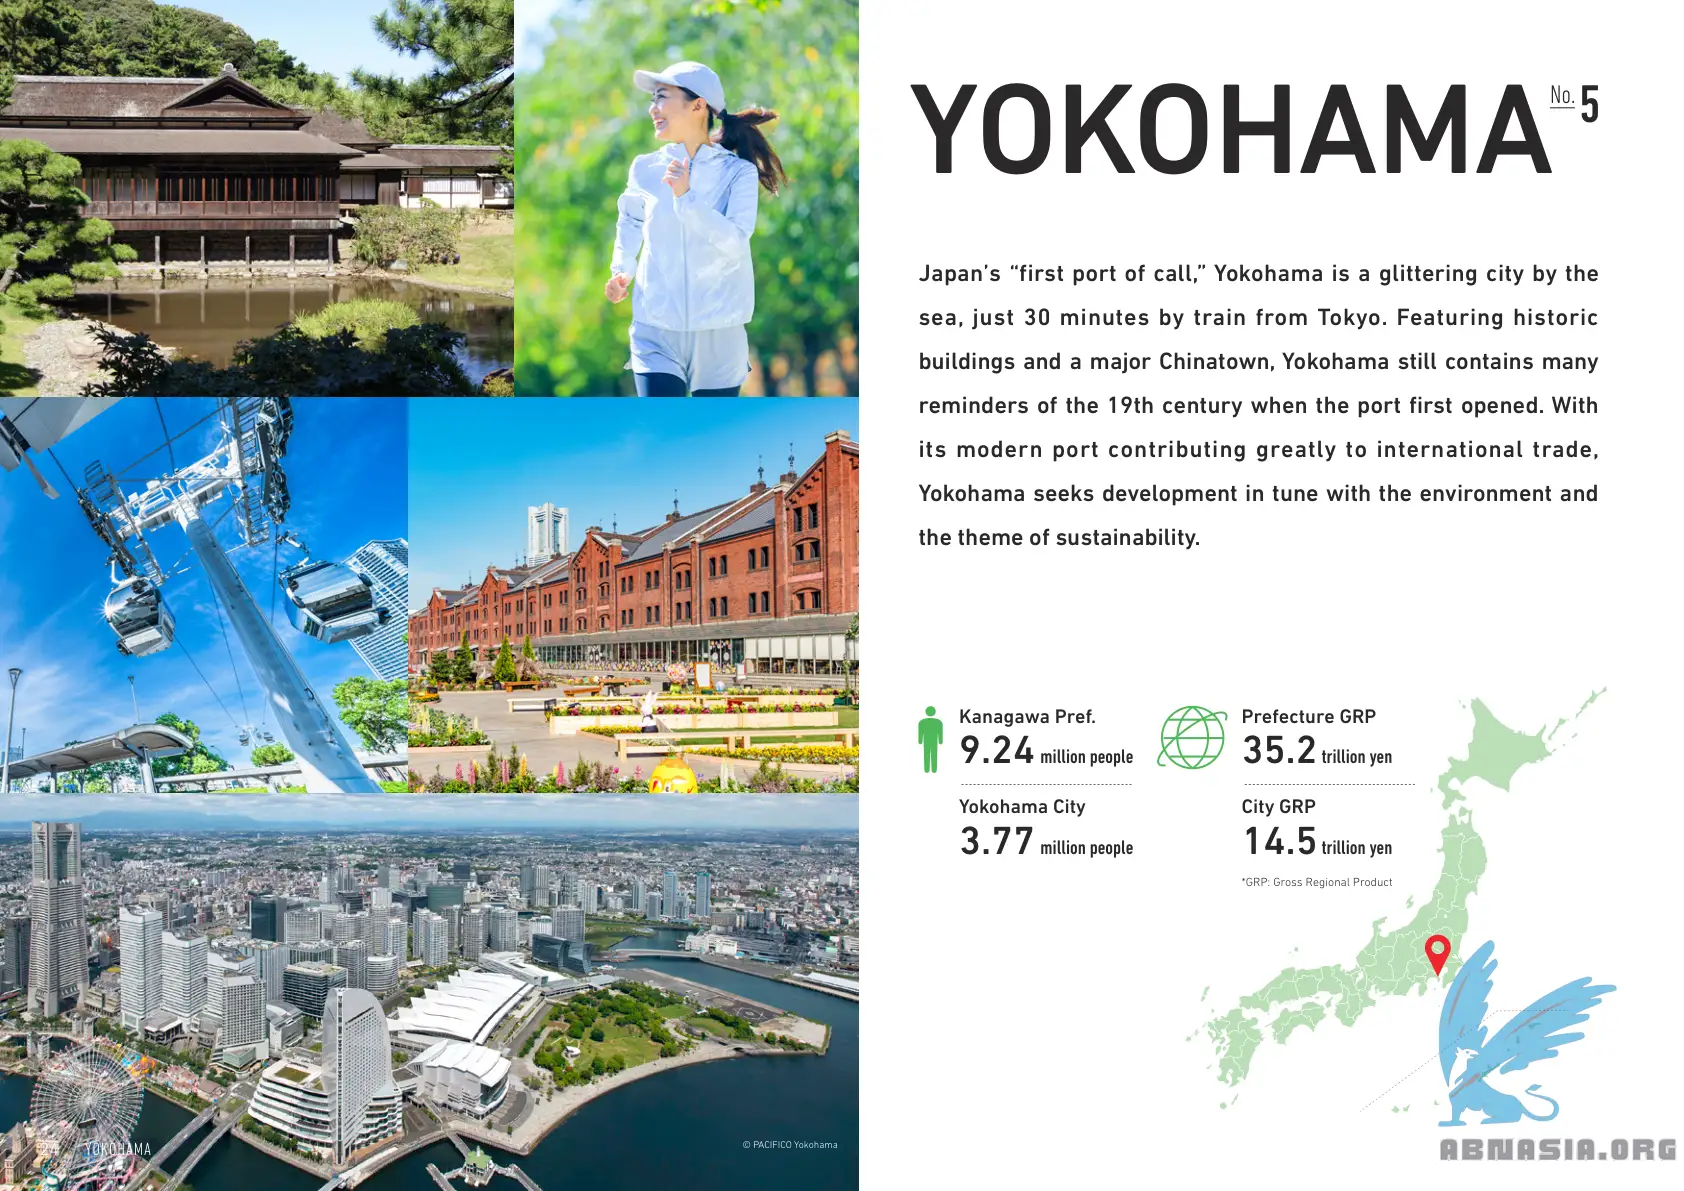 YOKOHAMA No. 5
Japan’s “first port of call,” Yokohama is a glittering city by the
sea, just 30 minutes by train from Tokyo. Featuring historic
buildings and a major Chinatown, Yokohama still contains many
reminders of the 19th century when the port first opened. With
its modern port contributing greatly to international trade,
Yokohama seeks development in tune with the environment and
the theme of sustainability.
Kanagawa Pref.
9.24 million people
Yokohama City
3.77 million people
Prefecture GRP
35.2 trillion yen
City GRP
14.5 trillion yen
*GRP: Gross Regional Product
© PACIFICO Yokohama
24 YOKOHAMA
ABNASIA.ORG